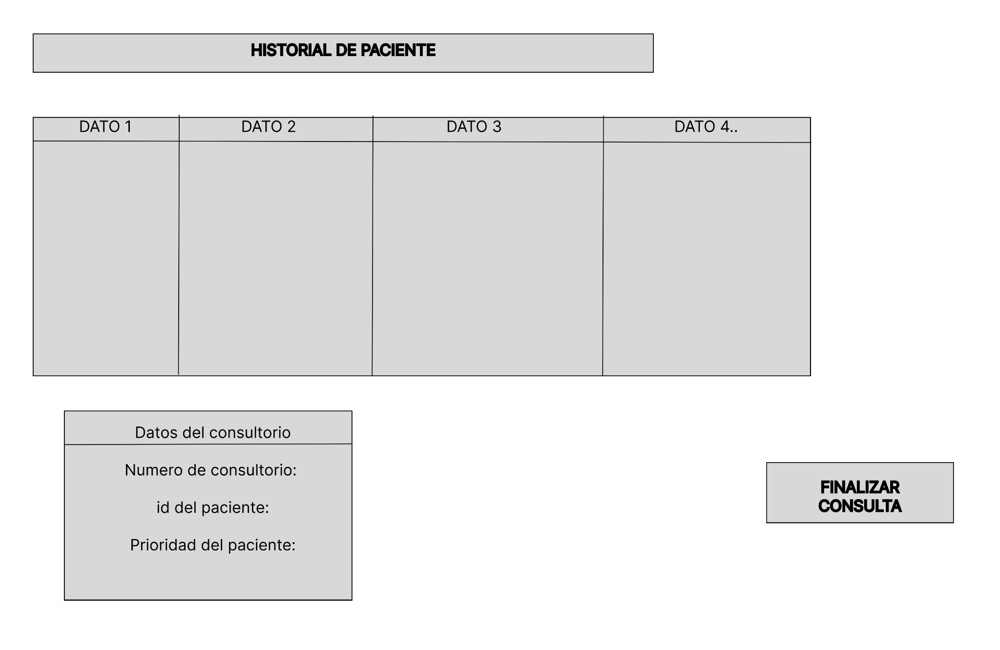 HISTORIAL DE PACIENTE
DATO 1 DATO 2 DATO 3 DATO 4..
Datos del consultorio
Numero de consultorio:
id del paciente:
Prioridad del paciente:
FINALIZAR
CONSULTA